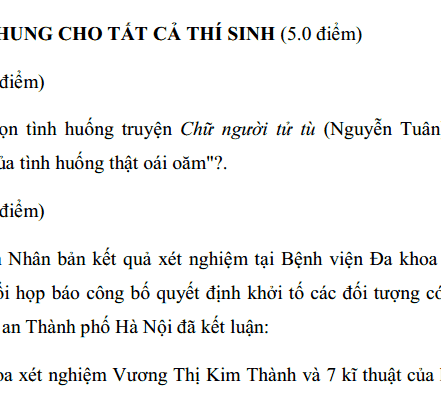 HUNG CHO TẤT CẢ THÍ SINH (5.0 điểm)
điểm)
ọn tình huống truyện Chữ người tử tù (Nguyễn Tuân
ủa tình huống thật oái oăm"?.
điểm)
Nhân bản kết quả xét nghiệm tại Bệnh viện Đa khoa
ổi họp báo công bố quyết định khởi tố các đối tượng có
an Thành phố Hà Nội đã kết luận:
oa xét nghiệm Vương Thị Kim Thành và 7 kĩ thuật của